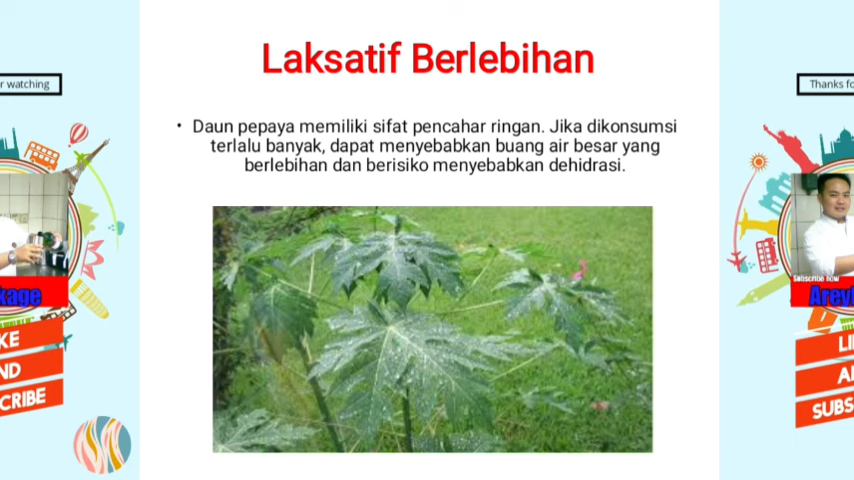 Laksatif Berlebihan
• Daun pepaya memiliki sifat pencahar ringan. Jika dikonsumsi
terlalu banyak, dapat menyebabkan buang air besar yang
berlebihan dan berisiko menyebabkan dehidrasi.
r watching
kage
KE
ND
CRIBE
Thanks fo
Subscribe now
Areyl
LI
A
SUBS